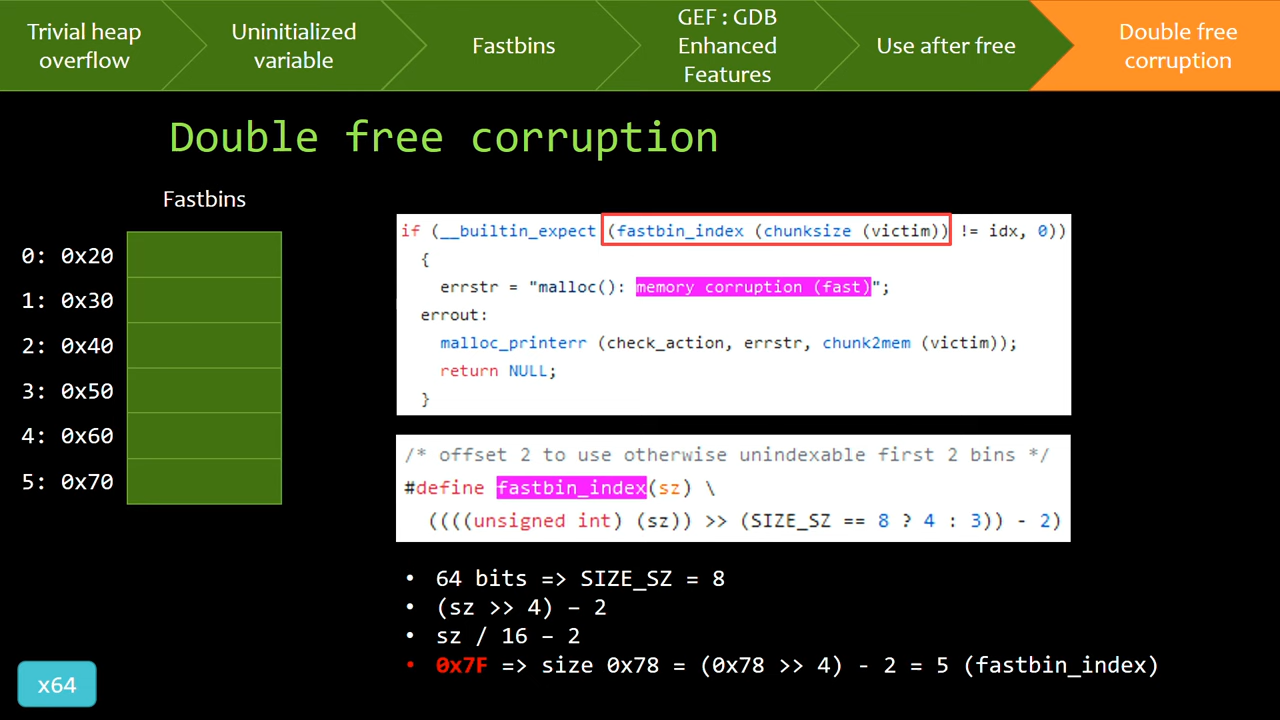 Trivial heap
overflow
Uninitialized
variable
Fastbins
GEF : GDB
Enhanced
Features
Use after free
Double free
corruption
Double free corruption
Fastbins
0: 0x20
1: 0x30
2: 0x40
3: 0x50
4: 0x60
5: 0x70
if (__builtin_expect (fastbin_index (chunksize (victim)) != idx, 0))
{
errstr = "malloc(): memory corruption (fast)";
errout:
malloc_printerr (check_action, errstr, chunk2mem (victim));
return NULL;
}
/* offset 2 to use otherwise unindexable first 2 bins */
#define fastbin_index(sz) \
((((unsigned int) (sz)) >> (SIZE_SZ == 8 ? 4 : 3)) - 2)
• 64 bits => SIZE_SZ = 8
• (sz >> 4) – 2
• sz / 16 – 2
• 0x7F => size 0x78 = (0x78 >> 4) - 2 = 5 (fastbin_index)
x64